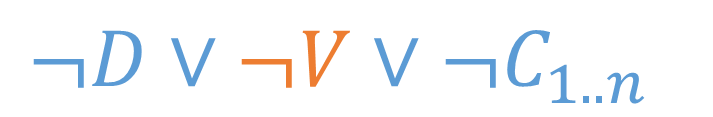 ¬D ∨ ¬V ∨ ¬C₁..ₙ